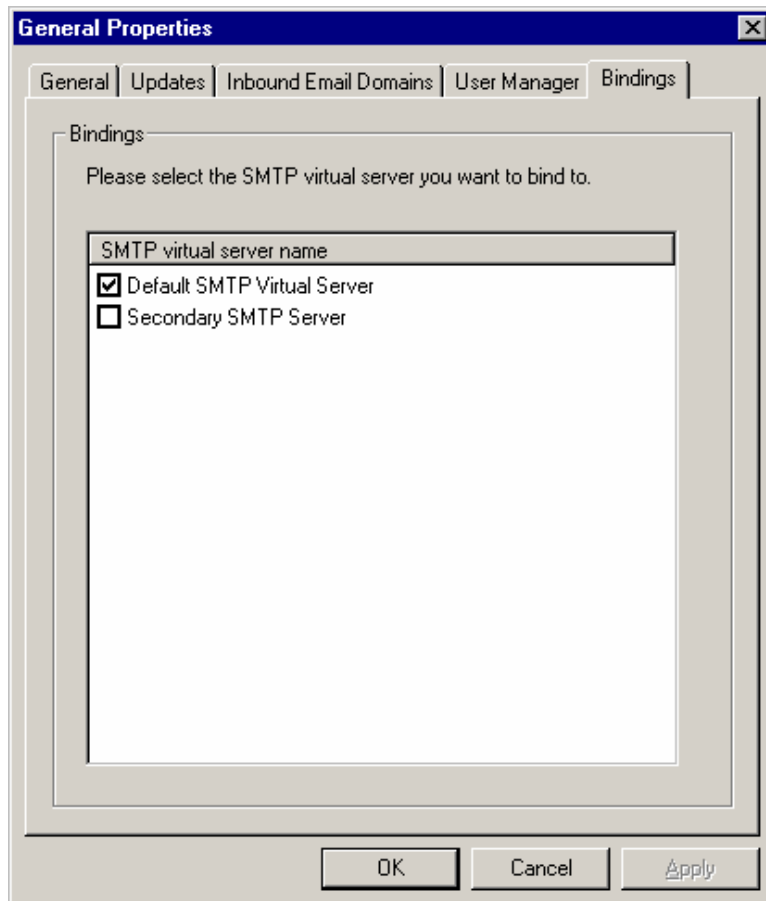 General Properties
General Updates Inbound Email Domains User Manager Bindings
Bindings
Please select the SMTP virtual server you want to bind to.
SMTP virtual server name
Default SMTP Virtual Server
Secondary SMTP Server
OK Cancel Apply